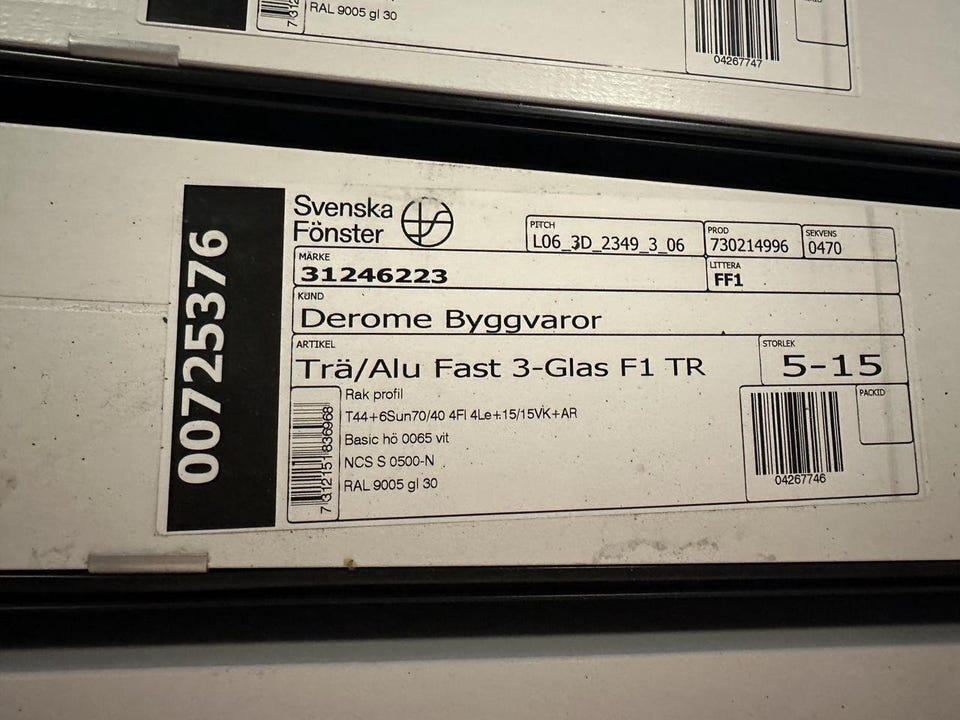 RAL 9005 gl 30
04267747
00725376
Svenska
Fönster
PITCH
L06_3D_2349_3_06
PROD
730214996
SEKVENS
0470
MÄRKE
31246223
LITTERA
FF1
KUND
Derome Byggvaror
ARTIKEL
Trä/Alu Fast 3-Glas F1 TR
STORLEK
5-15
Rak profil
T44+6Sun70/40 4Fl 4Le+15/15VK+AR
Basic hö 0065 vit
NCS S 0500-N
RAL 9005 gl 30
7312151836968
04267746
PACKID